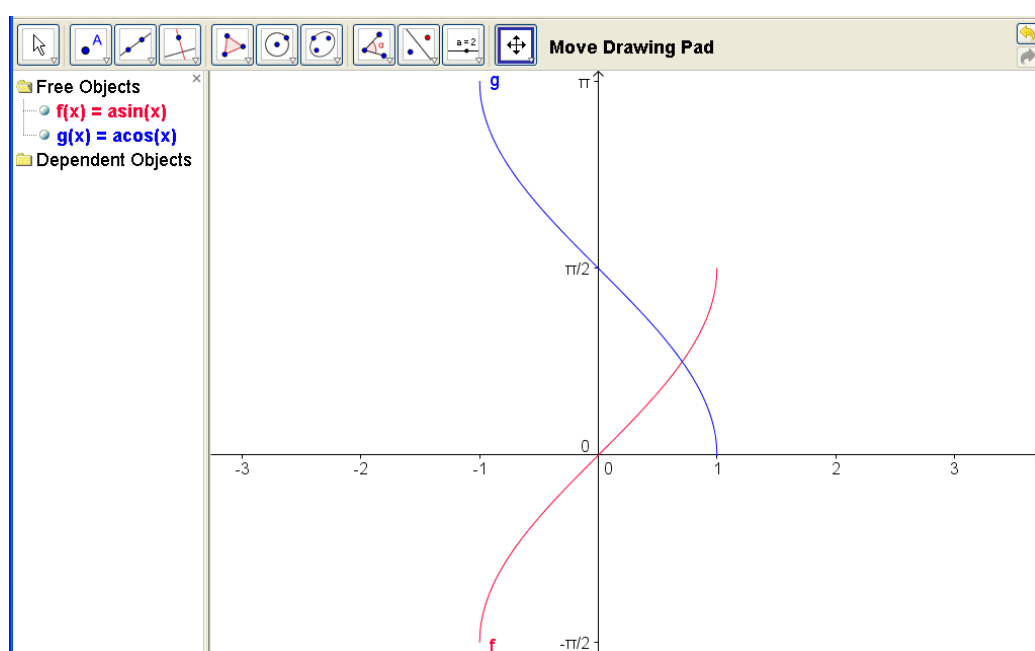 A
α
a = 2
Move Drawing Pad
Free Objects
f(x) = asin(x)
g(x) = acos(x)
Dependent Objects
g
π
π/2
0
-3
-2
-1
0
1
2
3
f
-π/2